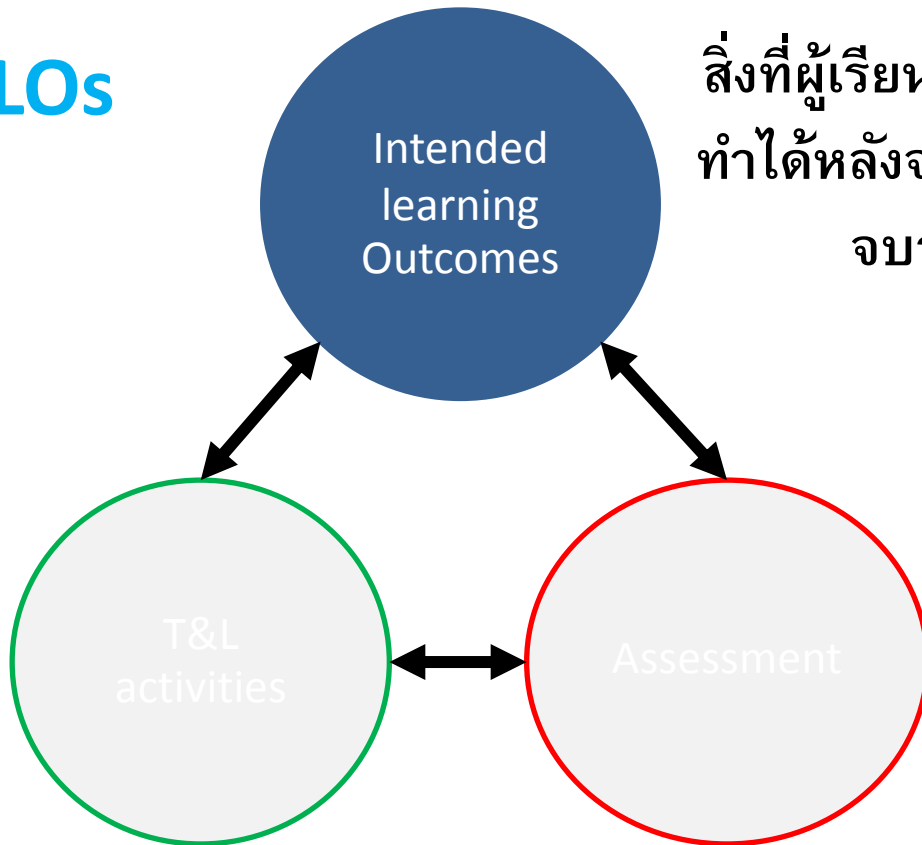 LOs
สิ่งที่ผู้เรียน
ทำได้หลังจ
จบ
Intended
learning
Outcomes
T&L
activities
Assessment